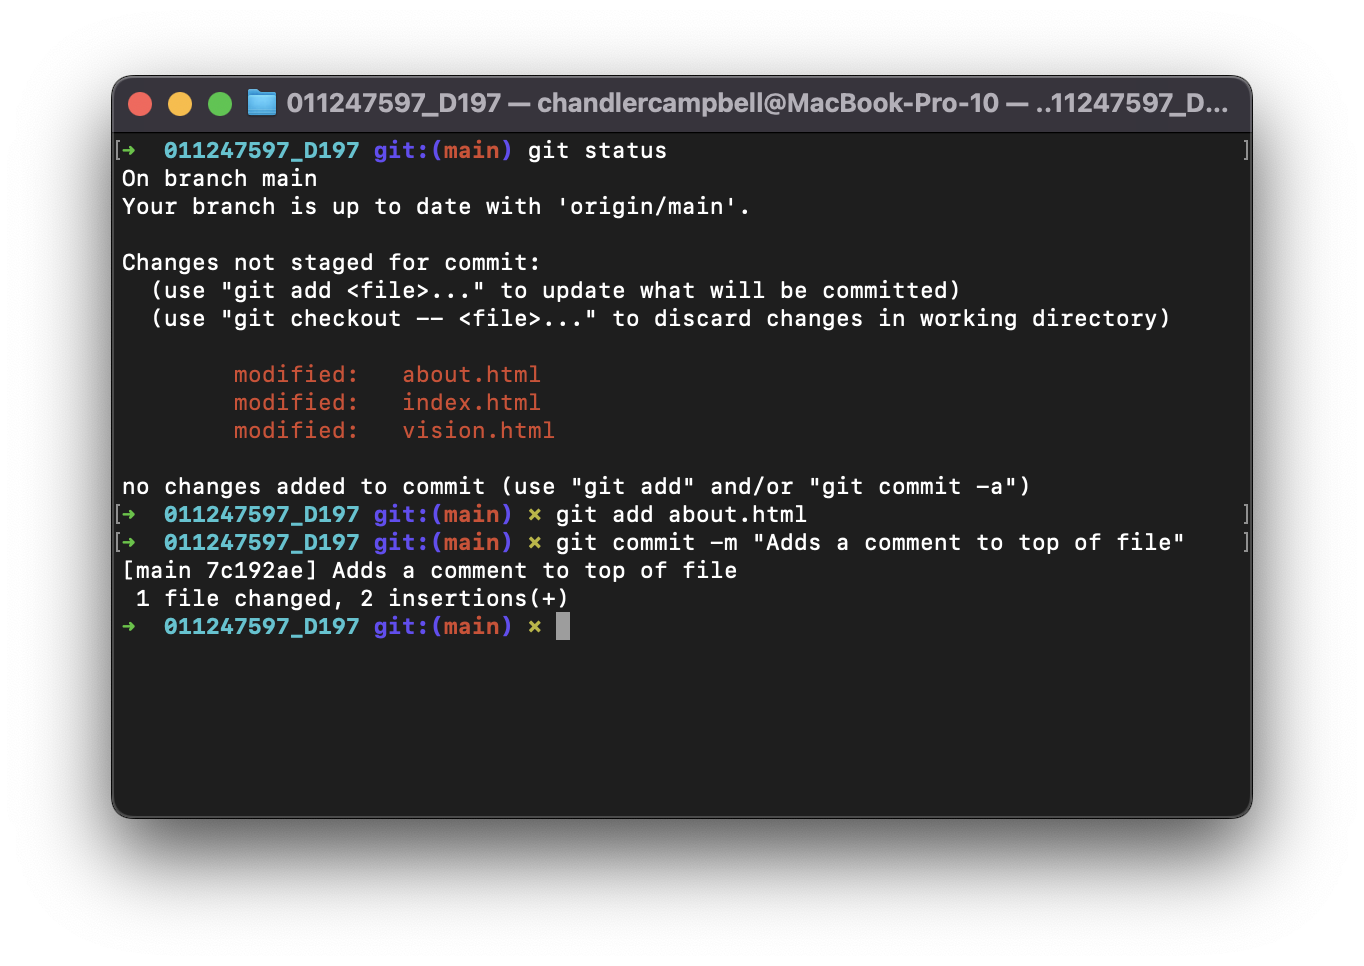 011247597_D197 — chandlercampbell@MacBook-Pro-10 — ..11247597_D...
[➜  011247597_D197 git:(main) git status ]
On branch main
Your branch is up to date with 'origin/main'.
Changes not staged for commit:
  (use "git add <file>..." to update what will be committed)
  (use "git checkout -- <file>..." to discard changes in working directory)
        modified:   about.html
        modified:   index.html
        modified:   vision.html
no changes added to commit (use "git add" and/or "git commit -a")
[➜  011247597_D197 git:(main) × git add about.html ]
[➜  011247597_D197 git:(main) × git commit -m "Adds a comment to top of file" ]
[main 7c192ae] Adds a comment to top of file
 1 file changed, 2 insertions(+)
➜  011247597_D197 git:(main) ×